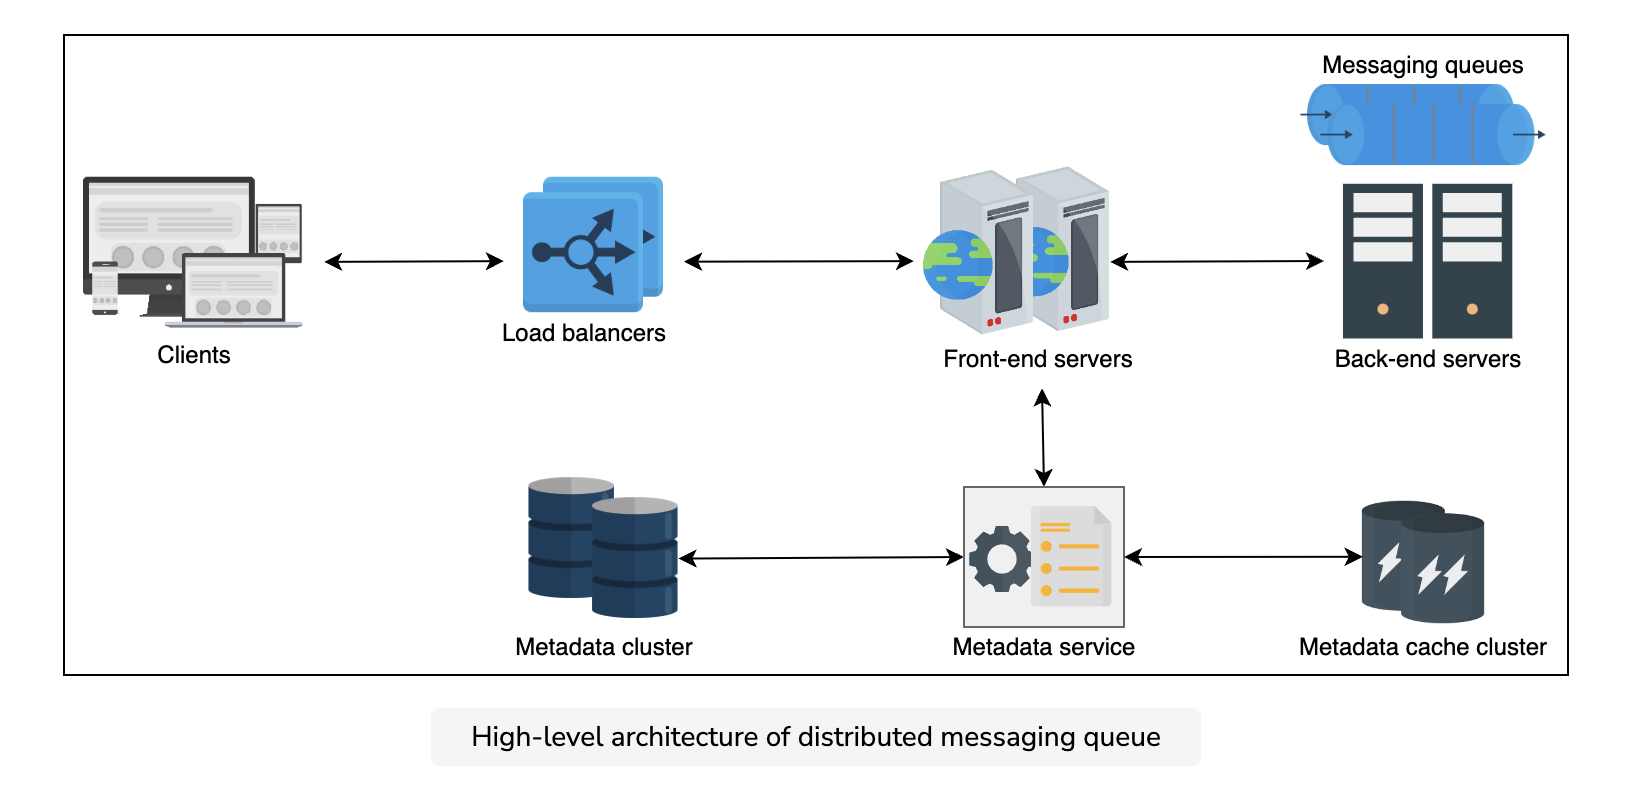 Messaging queues
Clients
Load balancers
Front-end servers
Back-end servers
Metadata cluster
Metadata service
Metadata cache cluster
High-level architecture of distributed messaging queue